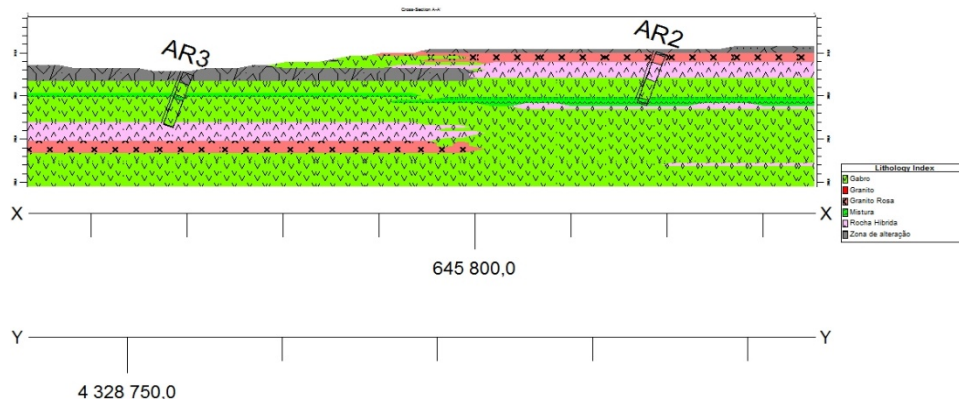 Cross-Section A-A'
AR3
AR2
Lithology Index
Gabro
Granito
Granito Rosa
Mistura
Rocha Híbrida
Zona de alteração
X
X
645 800,0
Y
Y
4 328 750.0